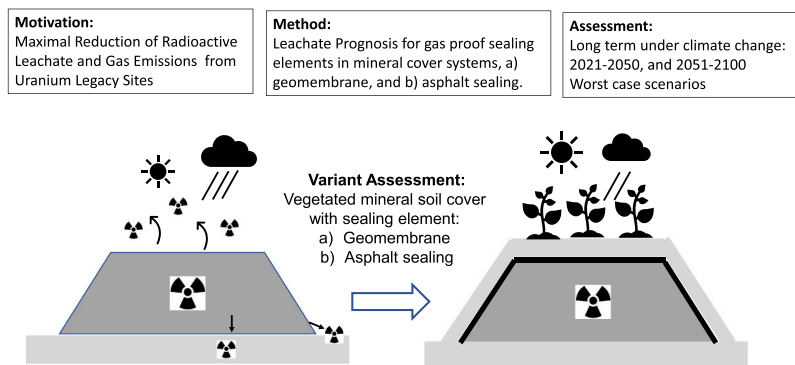 Motivation:
Maximal Reduction of Radioactive
Leachate and Gas Emissions from
Uranium Legacy Sites
Method:
Leachate Prognosis for gas proof sealing
elements in mineral cover systems, a)
geomembrane, and b) asphalt sealing.
Assessment:
Long term under climate change:
2021-2050, and 2051-2100
Worst case scenarios
Variant Assessment:
Vegetated mineral soil cover
with sealing element:
a) Geomembrane
b) Asphalt sealing